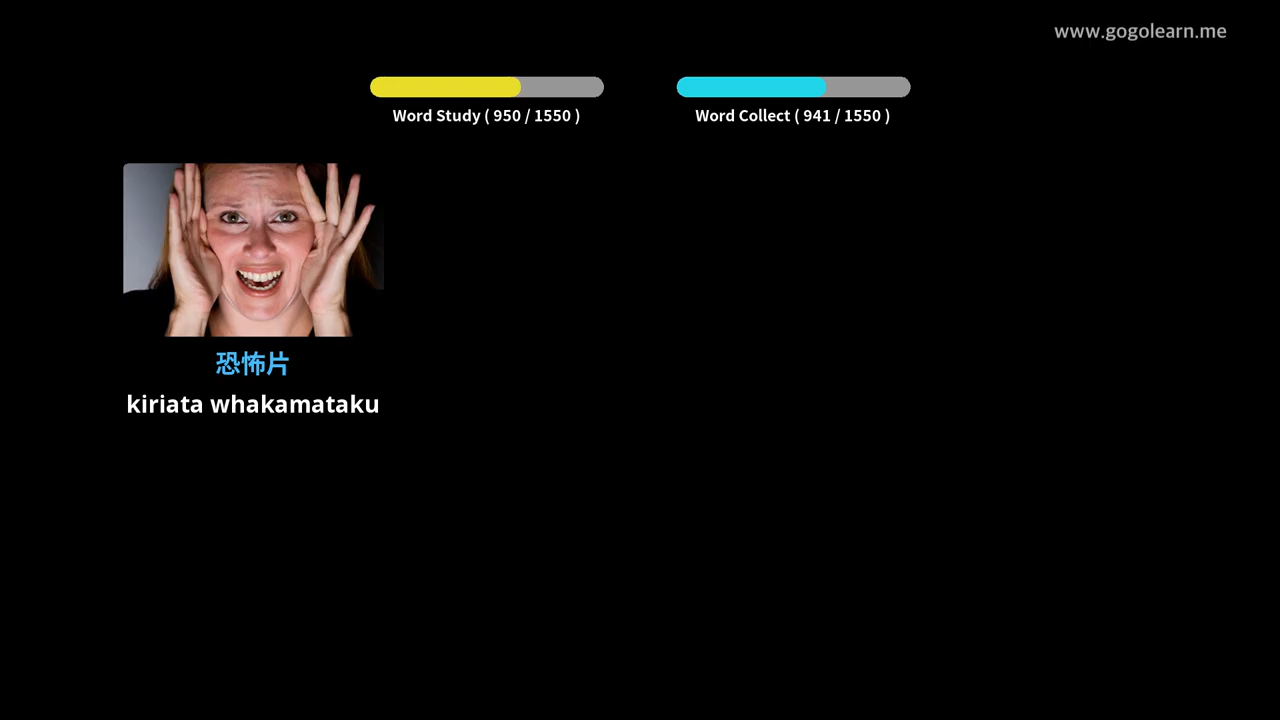 www.gogolearn.me
Word Study ( 950 / 1550 )
Word Collect ( 941 / 1550 )
恐怖片
kiriata whakamataku